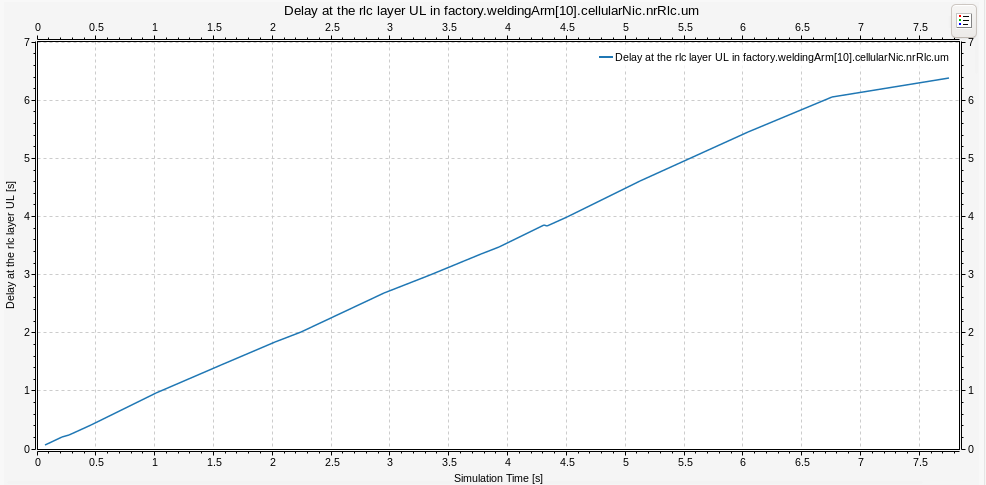 Delay at the rlc layer UL in factory.weldingArm[10].cellularNic.nrRlc.um
0 0.5 1 1.5 2 2.5 3 3.5 4 4.5 5 5.5 6 6.5 7 7.5
Delay at the rlc layer UL in factory.weldingArm[10].cellularNic.nrRlc.um
7 7
6 6
5 5
4 4
3 3
2 2
1 1
0 0
Delay at the rlc layer UL [s]
0 0.5 1 1.5 2 2.5 3 3.5 4 4.5 5 5.5 6 6.5 7 7.5
Simulation Time [s]